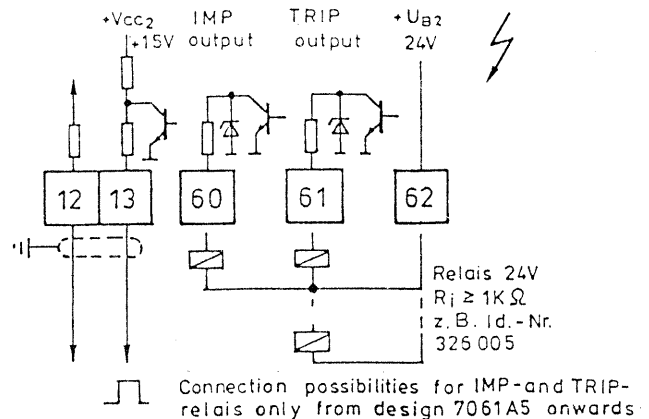 +Vcc2 IMP TRIP +UB2
+15V output output 24V
12 13 60 61 62
Relais 24V
Ri ≥ 1KΩ
z.B. Id.-Nr.
326 005
Connection possibilities for IMP-and TRIP-
relais only from design 7061A5 onwards